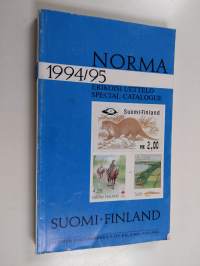 NORMA
1994/95
ERIKOISLUETTELO
SPECIAL CATALOGUE
Suomi-Finland
2,00
SUOMI-FINLAND